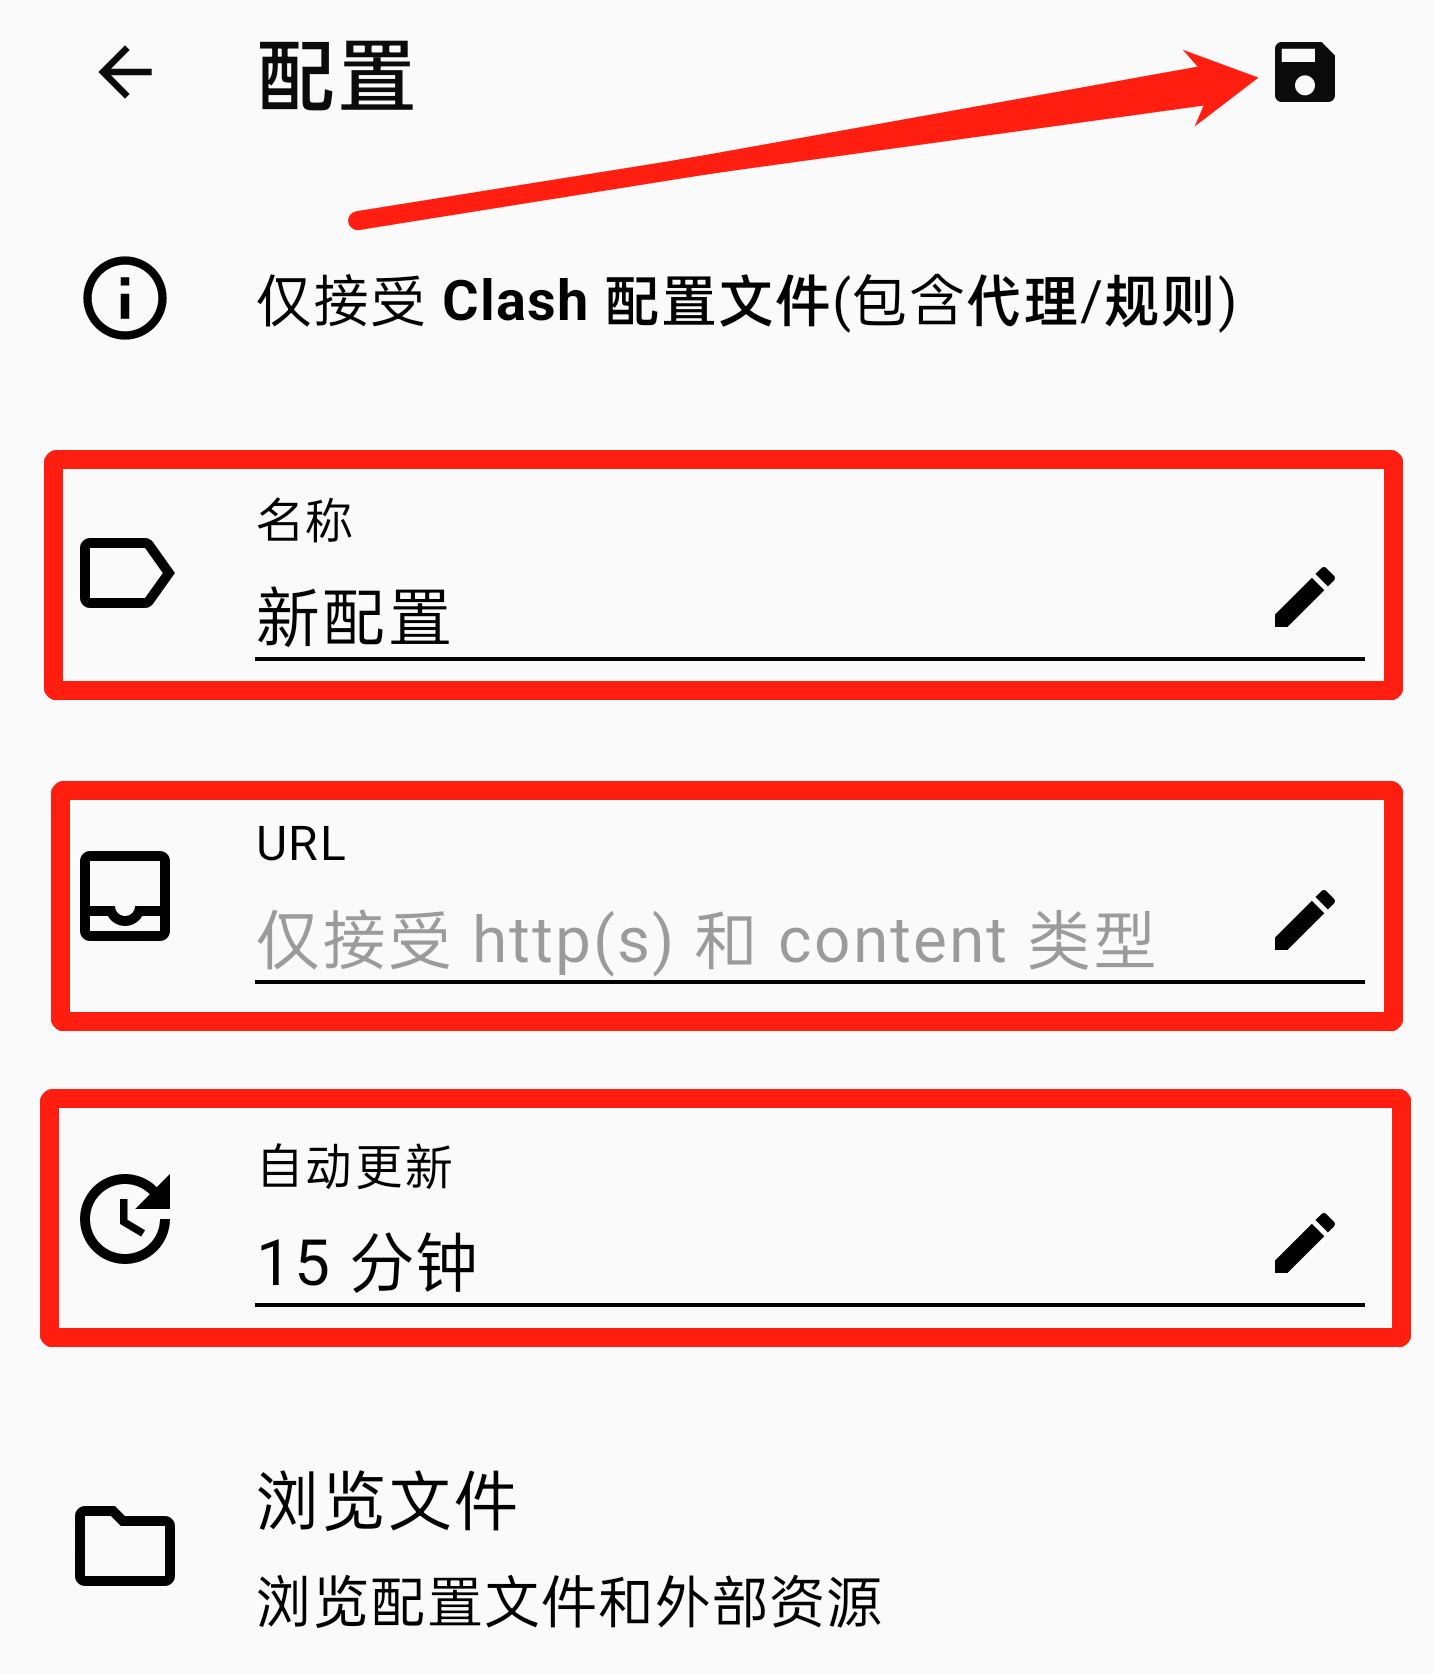 配置
仅接受 Clash 配置文件(包含代理/规则)
名称
新配置
URL
仅接受 http(s) 和 content 类型
自动更新
15 分钟
浏览文件
浏览配置文件和外部资源